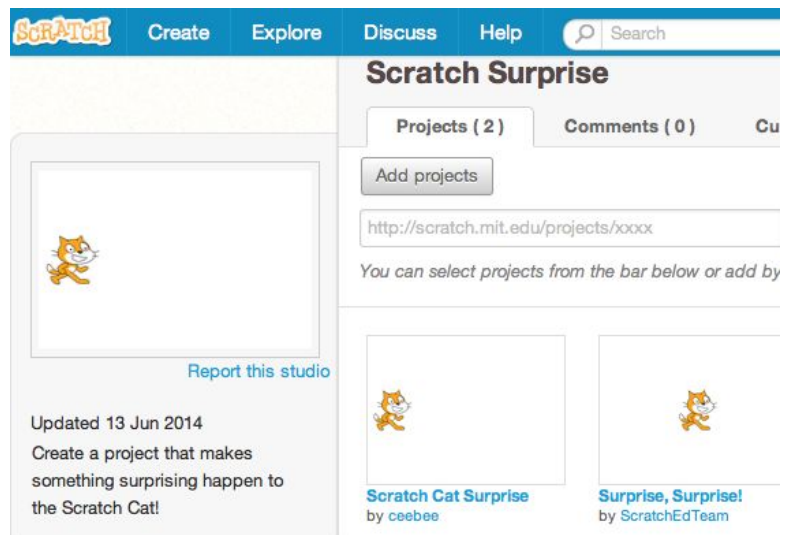 SCRATCH Create Explore Discuss Help Search
Scratch Surprise
Projects ( 2 ) Comments ( 0 ) Cu
Add projects
http://scratch.mit.edu/projects/xxxx
You can select projects from the bar below or add by
Report this studio
Updated 13 Jun 2014
Create a project that makes
something surprising happen to
the Scratch Cat!
Scratch Cat Surprise
by ceebee
Surprise, Surprise!
by ScratchEdTeam